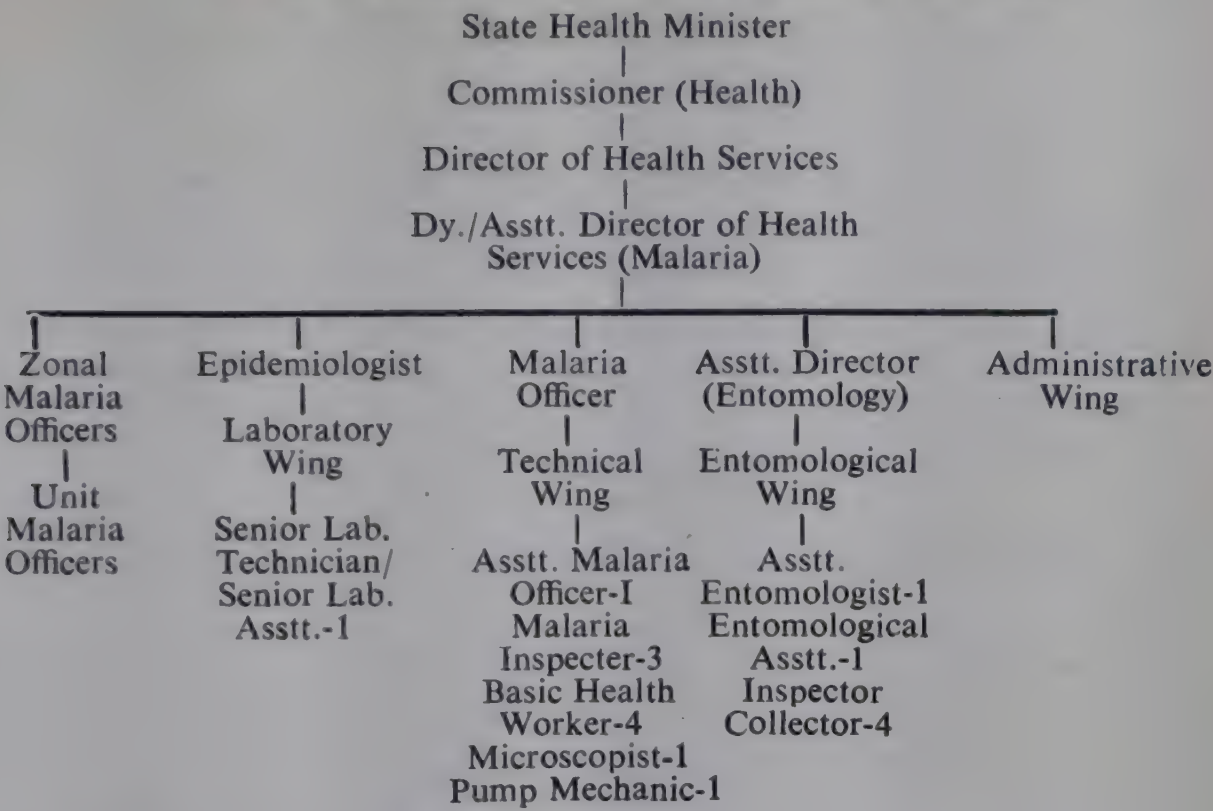 State Health Minister
Commissioner (Health)
Director of Health Services
Dy./Asstt. Director of Health
Services (Malaria)
Zonal
Malaria
Officers
Unit
Malaria
Officers
Epidemiologist
Laboratory
Wing
Senior Lab.
Technician/
Senior Lab.
Asstt.-1
Malaria
Officer
Technical
Wing
Asstt. Malaria
Officer-I
Malaria
Inspecter-3
Basic Health
Worker-4
Microscopist-1
Pump Mechanic-1
Asstt. Director
(Entomology)
Entomological
Wing
Asstt.
Entomologist-1
Entomological
Asstt.-1
Inspector
Collector-4
Administrative
Wing